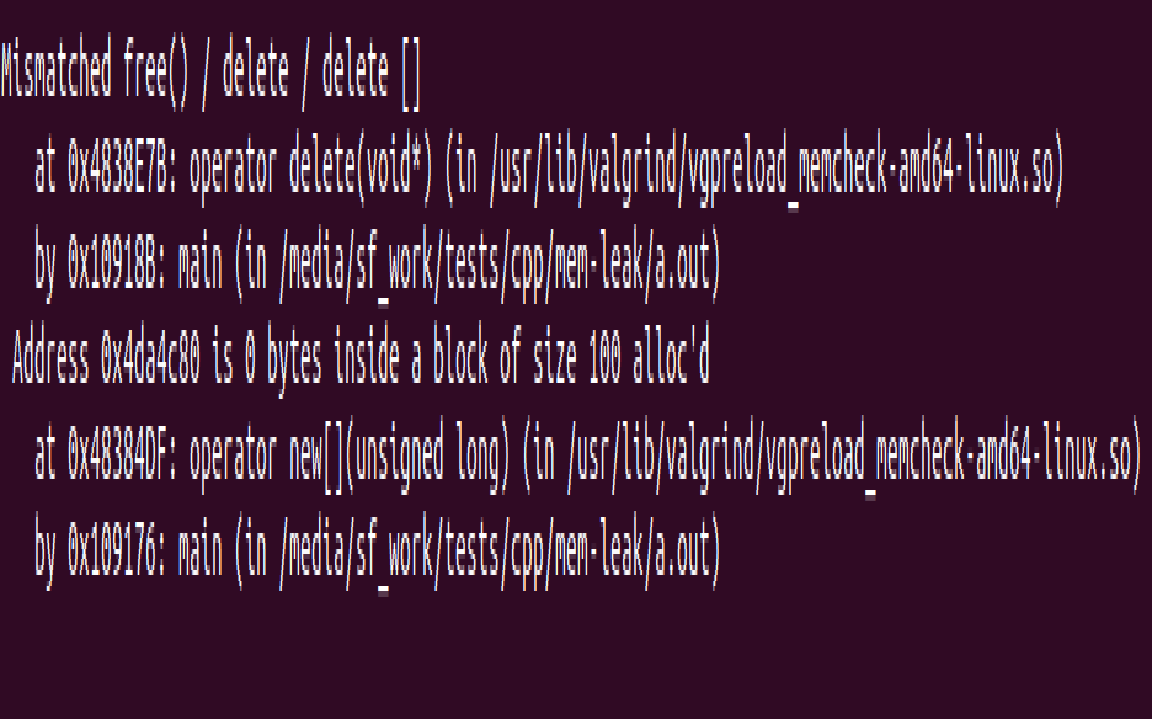 Mismatched free() / delete / delete []
at 0x4838E7B: operator delete(void*) (in /usr/lib/valgrind/vgpreload_memcheck-amd64-linux.so)
by 0x10918B: main (in /media/sf_work/tests/cpp/mem-leak/a.out)
Address 0x4da4c80 is 0 bytes inside a block of size 100 alloc'd
at 0x48384DF: operator new[](unsigned long) (in /usr/lib/valgrind/vgpreload_memcheck-amd64-linux.so)
by 0x109176: main (in /media/sf_work/tests/cpp/mem-leak/a.out)